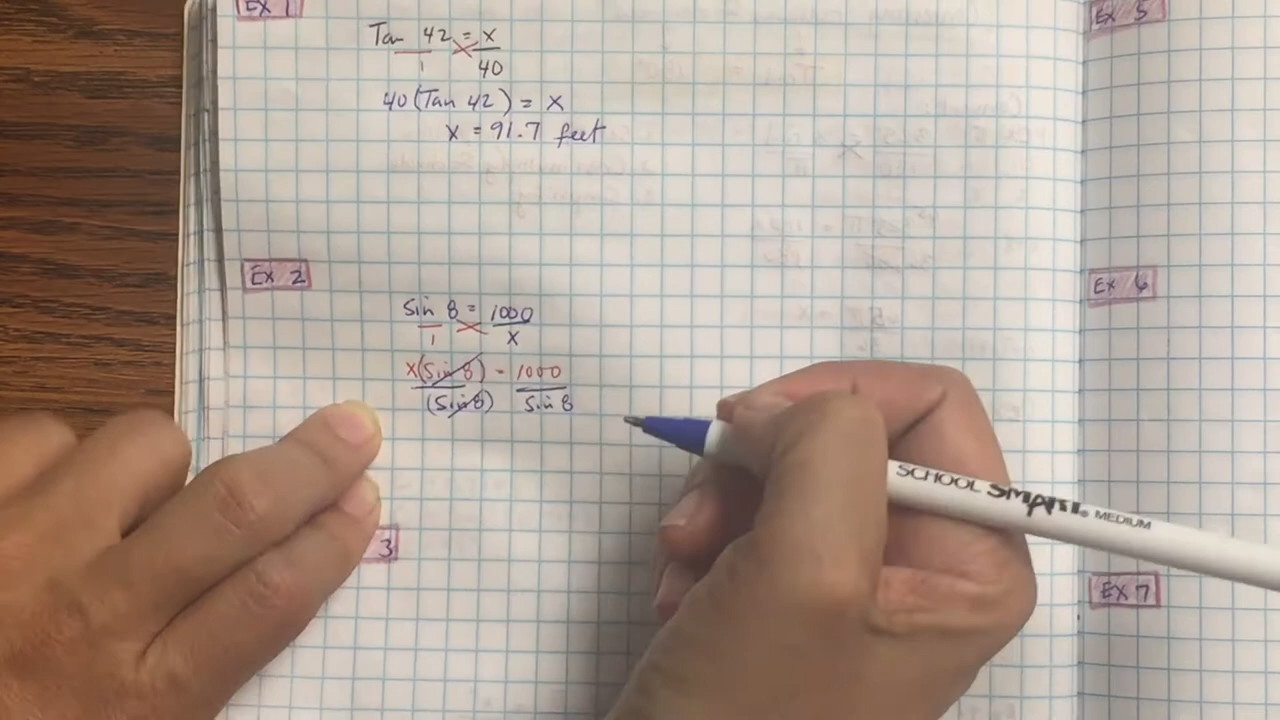 Ex 1
Tan 42 = x
1 40
40 (Tan 42) = x
x = 91.7 feet
Ex 2
Sin 8 = 1000
1 x
x(Sin 8) = 1000
(Sin 8) Sin 8
3
SCHOOL SMART® MEDIUM
Ex 5
Ex 6
Ex 7